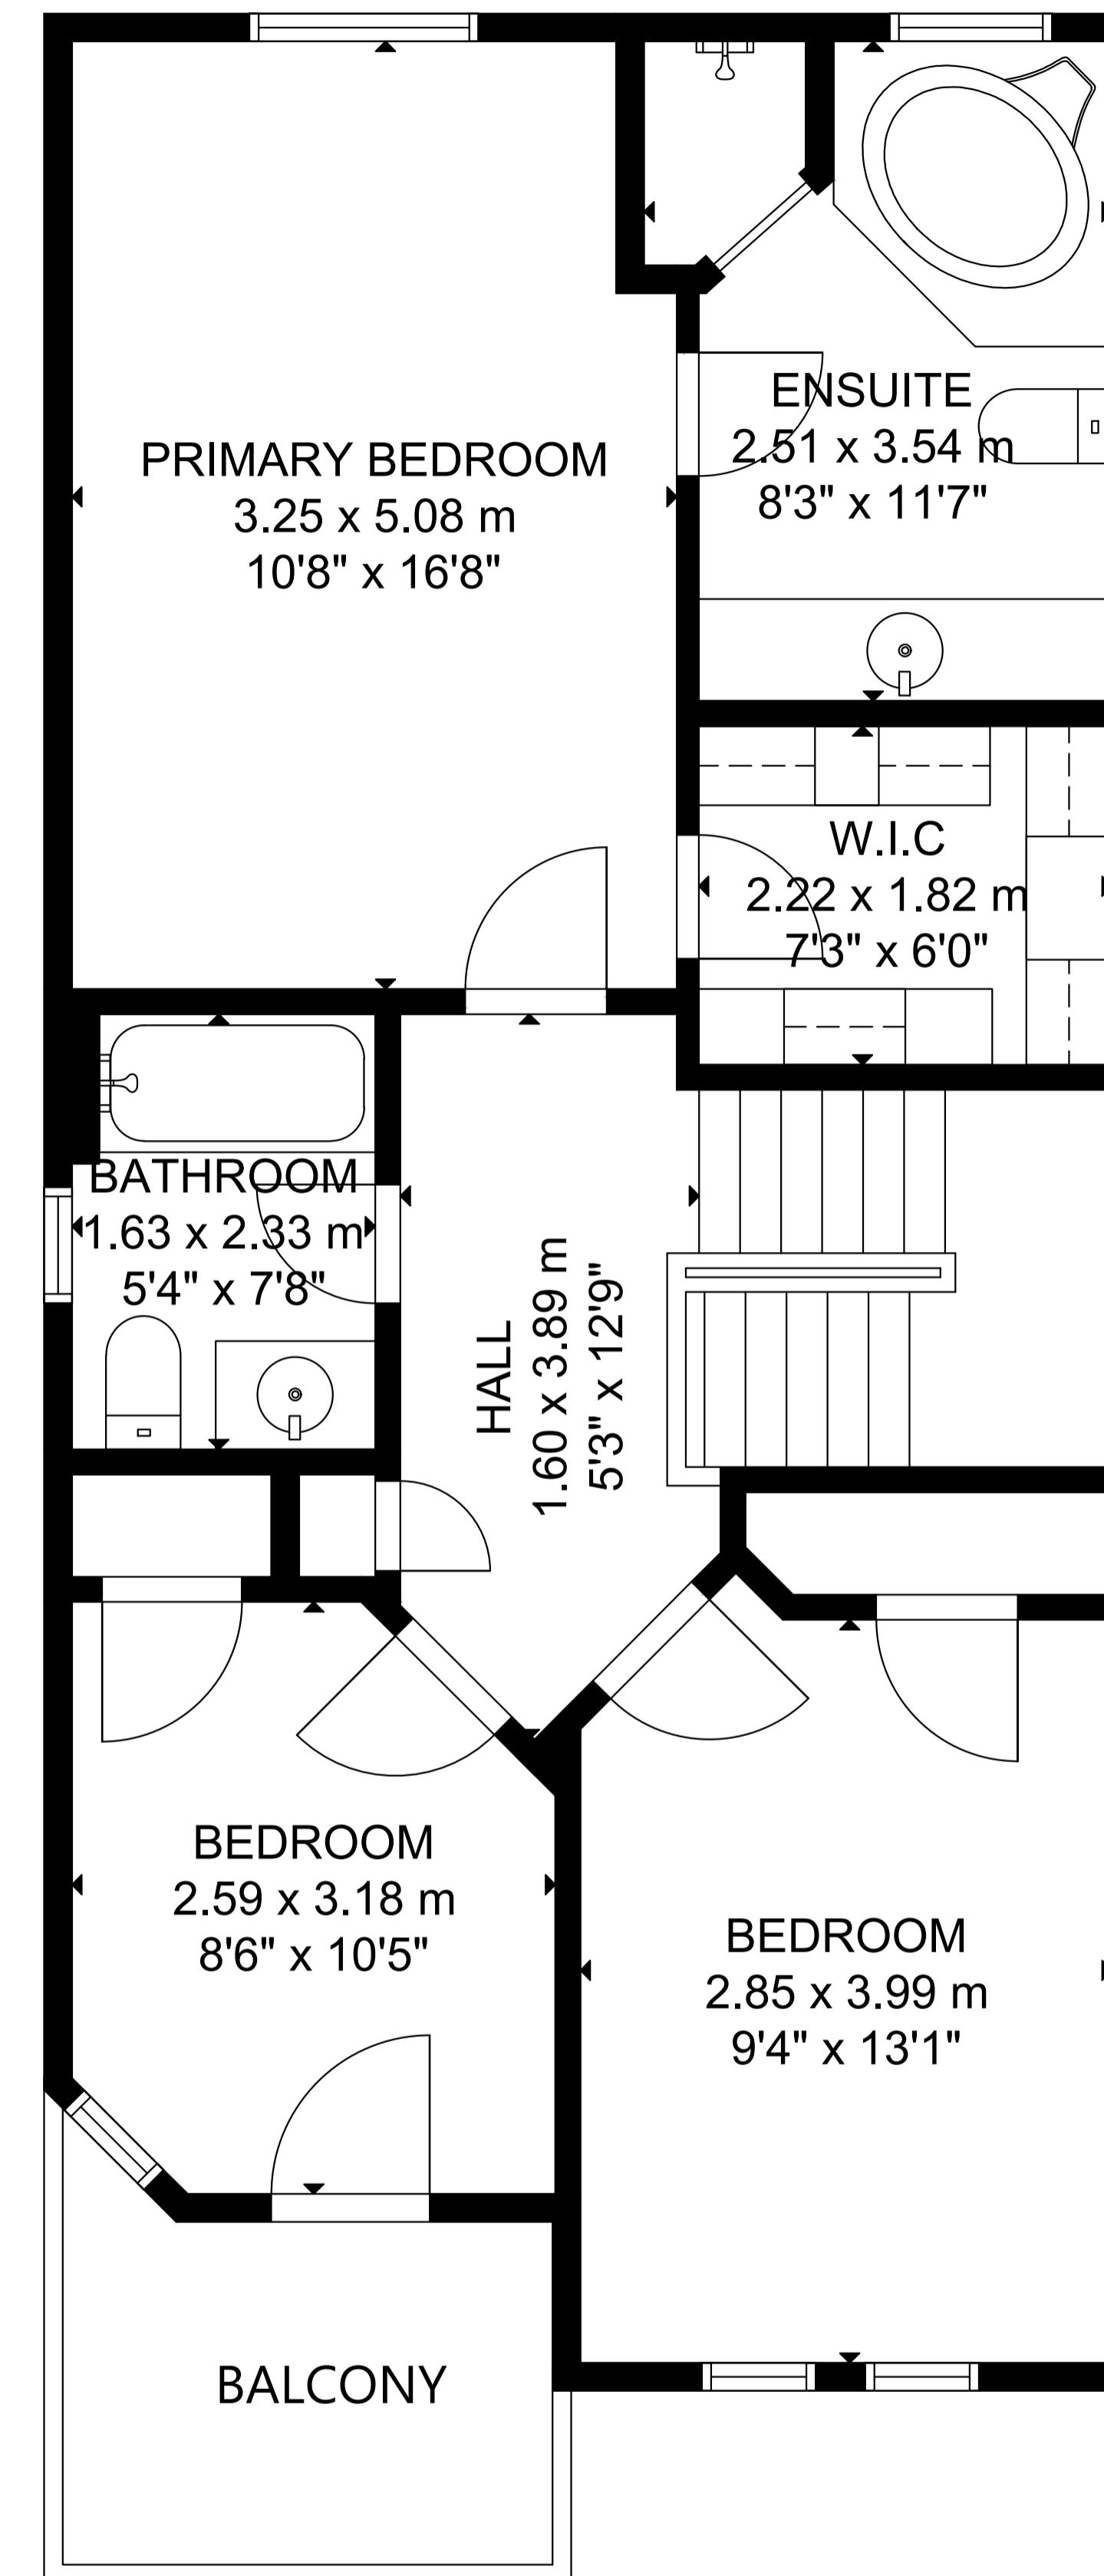 PRIMARY BEDROOM
3.25 x 5.08 m
10'8" x 16'8"
ENSUITE
2.51 x 3.54 m
8'3" x 11'7"
W.I.C
2.22 x 1.82 m
7'3" x 6'0"
BATHROOM
1.63 x 2.33 m
5'4" x 7'8"
HALL
1.60 x 3.89 m
5'3" x 12'9"
BEDROOM
2.59 x 3.18 m
8'6" x 10'5"
BEDROOM
2.85 x 3.99 m
9'4" x 13'1"
BALCONY